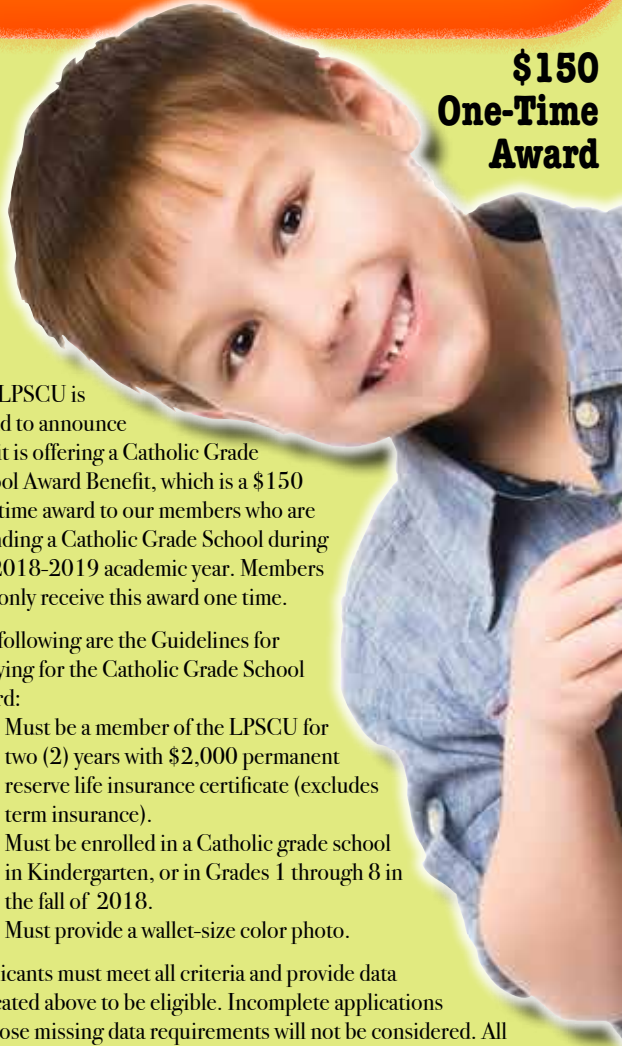 $150
One-Time
Award
LPSCU is
d to announce
it is offering a Catholic Grade
ool Award Benefit, which is a $150
time award to our members who are
nding a Catholic Grade School during
2018-2019 academic year. Members
only receive this award one time.
following are the Guidelines for
ying for the Catholic Grade School
rd:
Must be a member of the LPSCU for
two (2) years with $2,000 permanent
reserve life insurance certificate (excludes
term insurance).
Must be enrolled in a Catholic grade school
in Kindergarten, or in Grades 1 through 8 in
the fall of 2018.
Must provide a wallet-size color photo.
icants must meet all criteria and provide data
cated above to be eligible. Incomplete applications
ose missing data requirements will not be considered. All